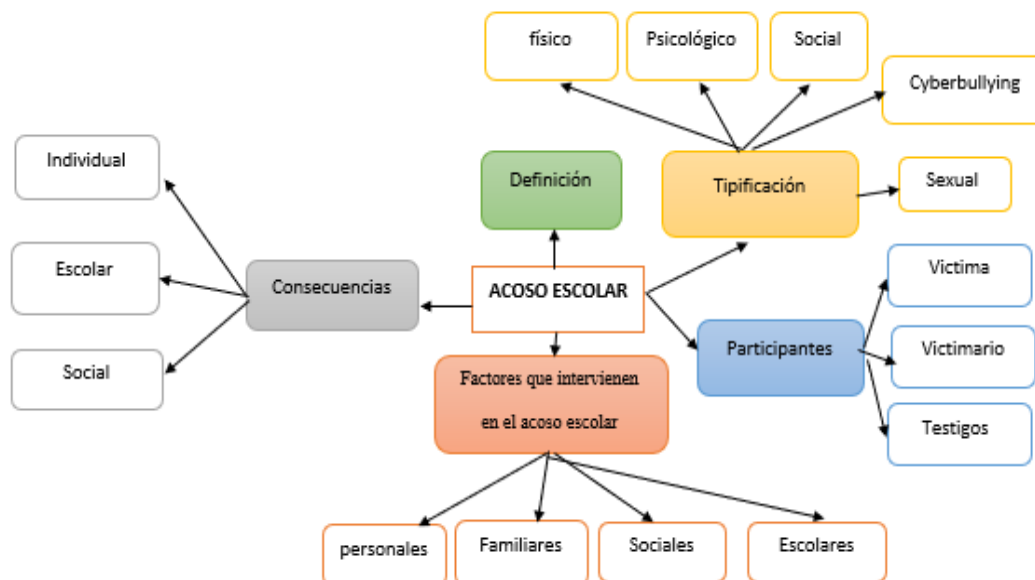 físico
Psicológico
Social
Cyberbullying
Individual
Definición
Tipificación
Sexual
Escolar
Consecuencias
ACOSO ESCOLAR
Victima
Participantes
Victimario
Social
Factores que intervienen
en el acoso escolar
Testigos
personales
Familiares
Sociales
Escolares